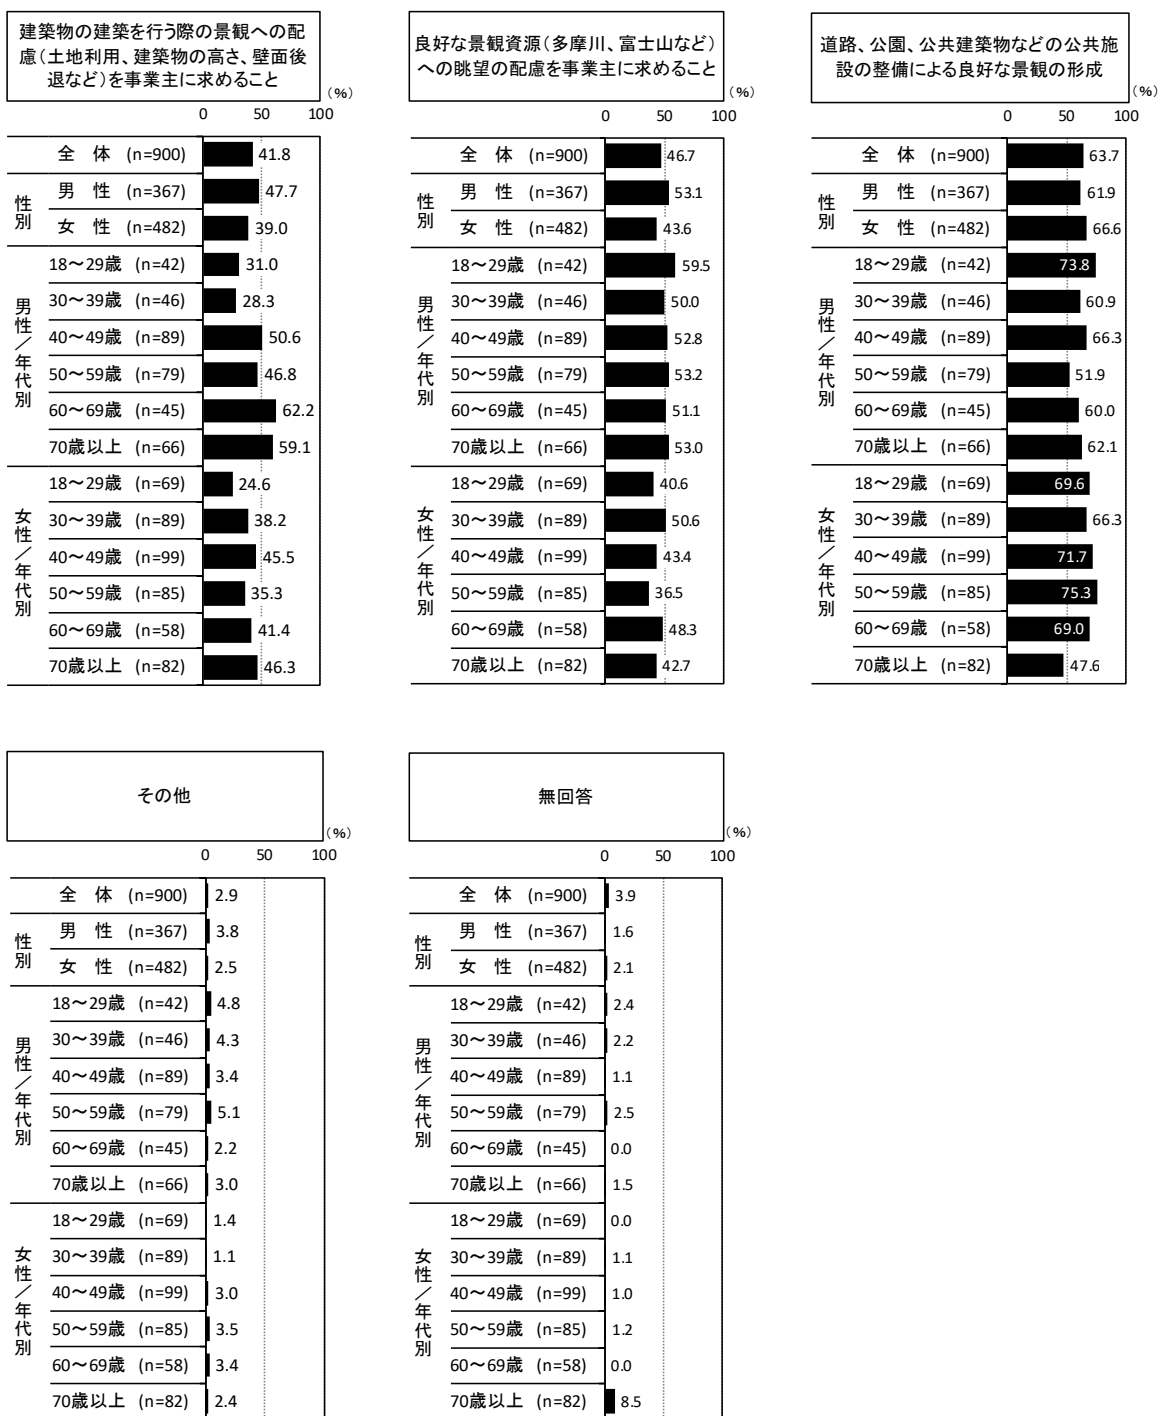 建築物の建築を行う際の景観への配
慮（土地利用、建築物の高さ、壁面後
退など）を事業主に求めること
(%)
0 50 100
全 体 (n=900) 41.8
性別
男 性 (n=367) 47.7
女 性 (n=482) 39.0
男性／年代別
18～29歳 (n=42) 31.0
30～39歳 (n=46) 28.3
40～49歳 (n=89) 50.6
50～59歳 (n=79) 46.8
60～69歳 (n=45) 62.2
70歳以上 (n=66) 59.1
女性／年代別
18～29歳 (n=69) 24.6
30～39歳 (n=89) 38.2
40～49歳 (n=99) 45.5
50～59歳 (n=85) 35.3
60～69歳 (n=58) 41.4
70歳以上 (n=82) 46.3
良好な景観資源（多摩川、富士山など）
への眺望の配慮を事業主に求めること
(%)
0 50 100
全 体 (n=900) 46.7
性別
男 性 (n=367) 53.1
女 性 (n=482) 43.6
男性／年代別
18～29歳 (n=42) 59.5
30～39歳 (n=46) 50.0
40～49歳 (n=89) 52.8
50～59歳 (n=79) 53.2
60～69歳 (n=45) 51.1
70歳以上 (n=66) 53.0
女性／年代別
18～29歳 (n=69) 40.6
30～39歳 (n=89) 50.6
40～49歳 (n=99) 43.4
50～59歳 (n=85) 36.5
60～69歳 (n=58) 48.3
70歳以上 (n=82) 42.7
道路、公園、公共建築物などの公共施
設の整備による良好な景観の形成
(%)
0 50 100
全 体 (n=900) 63.7
性別
男 性 (n=367) 61.9
女 性 (n=482) 66.6
男性／年代別
18～29歳 (n=42) 73.8
30～39歳 (n=46) 60.9
40～49歳 (n=89) 66.3
50～59歳 (n=79) 51.9
60～69歳 (n=45) 60.0
70歳以上 (n=66) 62.1
女性／年代別
18～29歳 (n=69) 69.6
30～39歳 (n=89) 66.3
40～49歳 (n=99) 71.7
50～59歳 (n=85) 75.3
60～69歳 (n=58) 69.0
70歳以上 (n=82) 47.6
その他
(%)
0 50 100
全 体 (n=900) 2.9
性別
男 性 (n=367) 3.8
女 性 (n=482) 2.5
男性／年代別
18～29歳 (n=42) 4.8
30～39歳 (n=46) 4.3
40～49歳 (n=89) 3.4
50～59歳 (n=79) 5.1
60～69歳 (n=45) 2.2
70歳以上 (n=66) 3.0
女性／年代別
18～29歳 (n=69) 1.4
30～39歳 (n=89) 1.1
40～49歳 (n=99) 3.0
50～59歳 (n=85) 3.5
60～69歳 (n=58) 3.4
70歳以上 (n=82) 2.4
無回答
(%)
0 50 100
全 体 (n=900) 3.9
性別
男 性 (n=367) 1.6
女 性 (n=482) 2.1
男性／年代別
18～29歳 (n=42) 2.4
30～39歳 (n=46) 2.2
40～49歳 (n=89) 1.1
50～59歳 (n=79) 2.5
60～69歳 (n=45) 0.0
70歳以上 (n=66) 1.5
女性／年代別
18～29歳 (n=69) 0.0
30～39歳 (n=89) 1.1
40～49歳 (n=99) 1.0
50～59歳 (n=85) 1.2
60～69歳 (n=58) 0.0
70歳以上 (n=82) 8.5